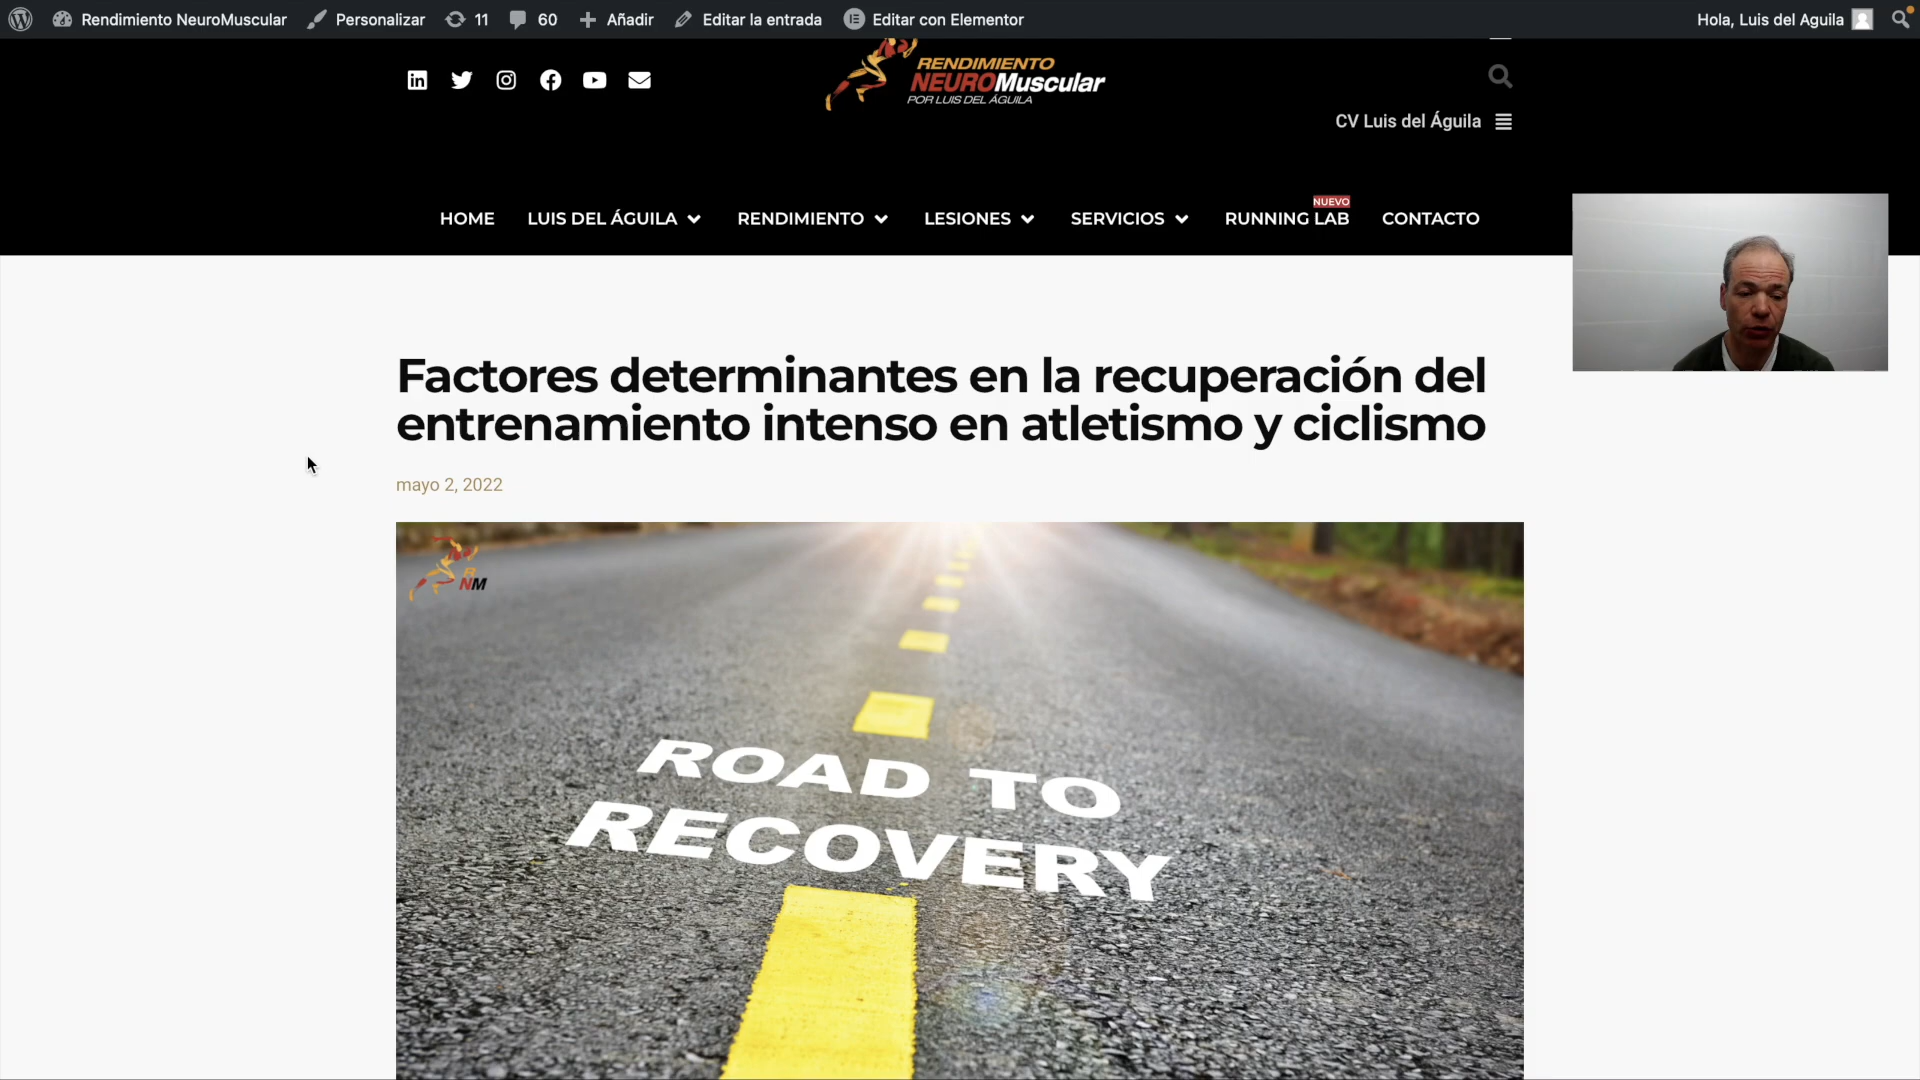 Rendimiento NeuroMuscular
Personalizar
11
60
Añadir
Editar la entrada
Editar con Elementor
Hola, Luis del Aguila
RENDIMIENTO
NEUROMuscular
POR LUIS DEL ÁGUILA
CV Luis del Águila
HOME
LUIS DEL ÁGUILA
RENDIMIENTO
LESIONES
SERVICIOS
NUEVO
RUNNING LAB
CONTACTO
Factores determinantes en la recuperación del
entrenamiento intenso en atletismo y ciclismo
mayo 2, 2022
R
NM
ROAD TO
RECOVERY